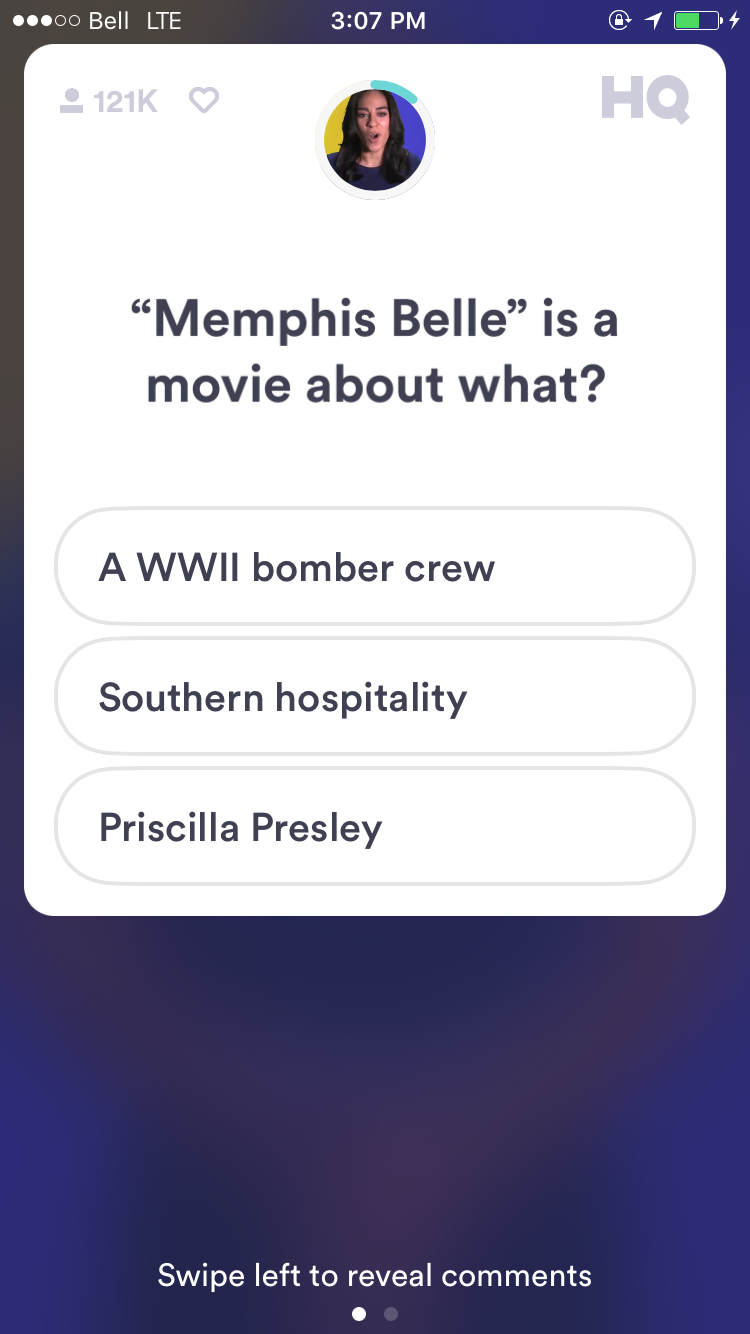 Bell LTE 3:07 PM
121K HQ
“Memphis Belle” is a
movie about what?
A WWII bomber crew
Southern hospitality
Priscilla Presley
Swipe left to reveal comments